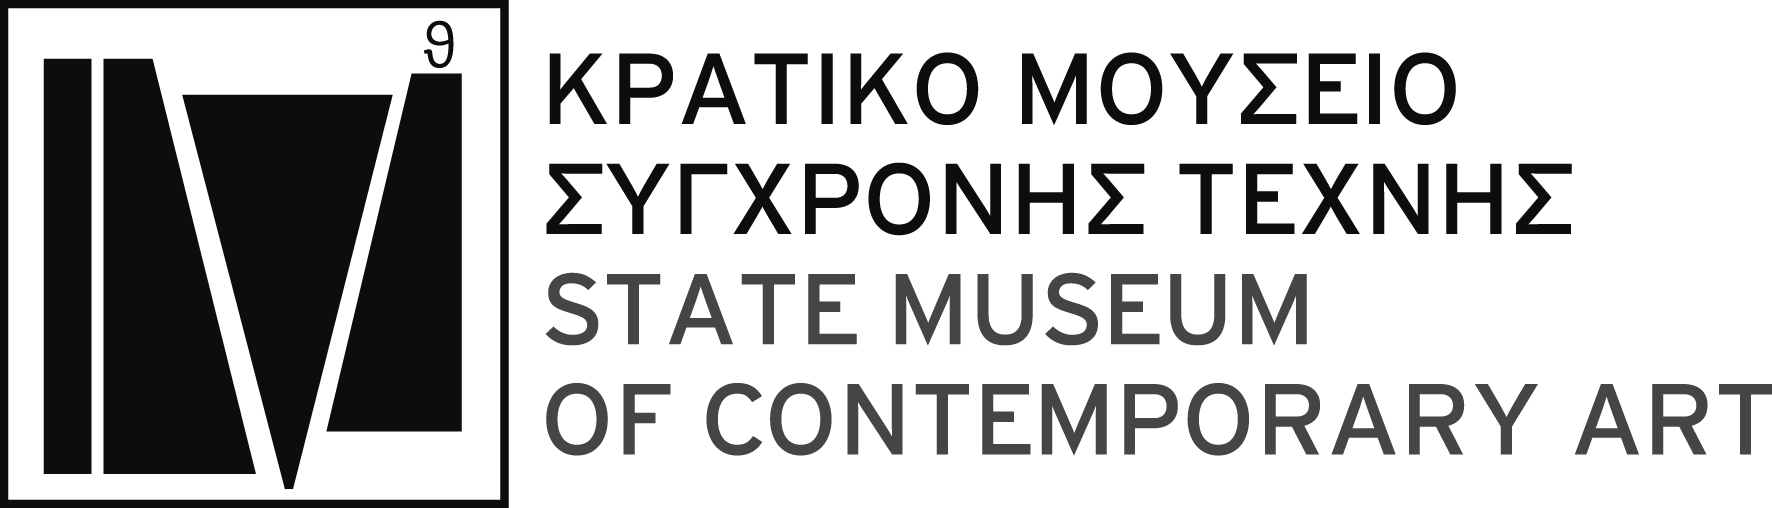 ϑ
ΚΡΑΤΙΚΟ ΜΟΥΣΕΙΟ
ΣΥΓΧΡΟΝΗΣ ΤΕΧΝΗΣ
STATE MUSEUM
OF CONTEMPORARY ART